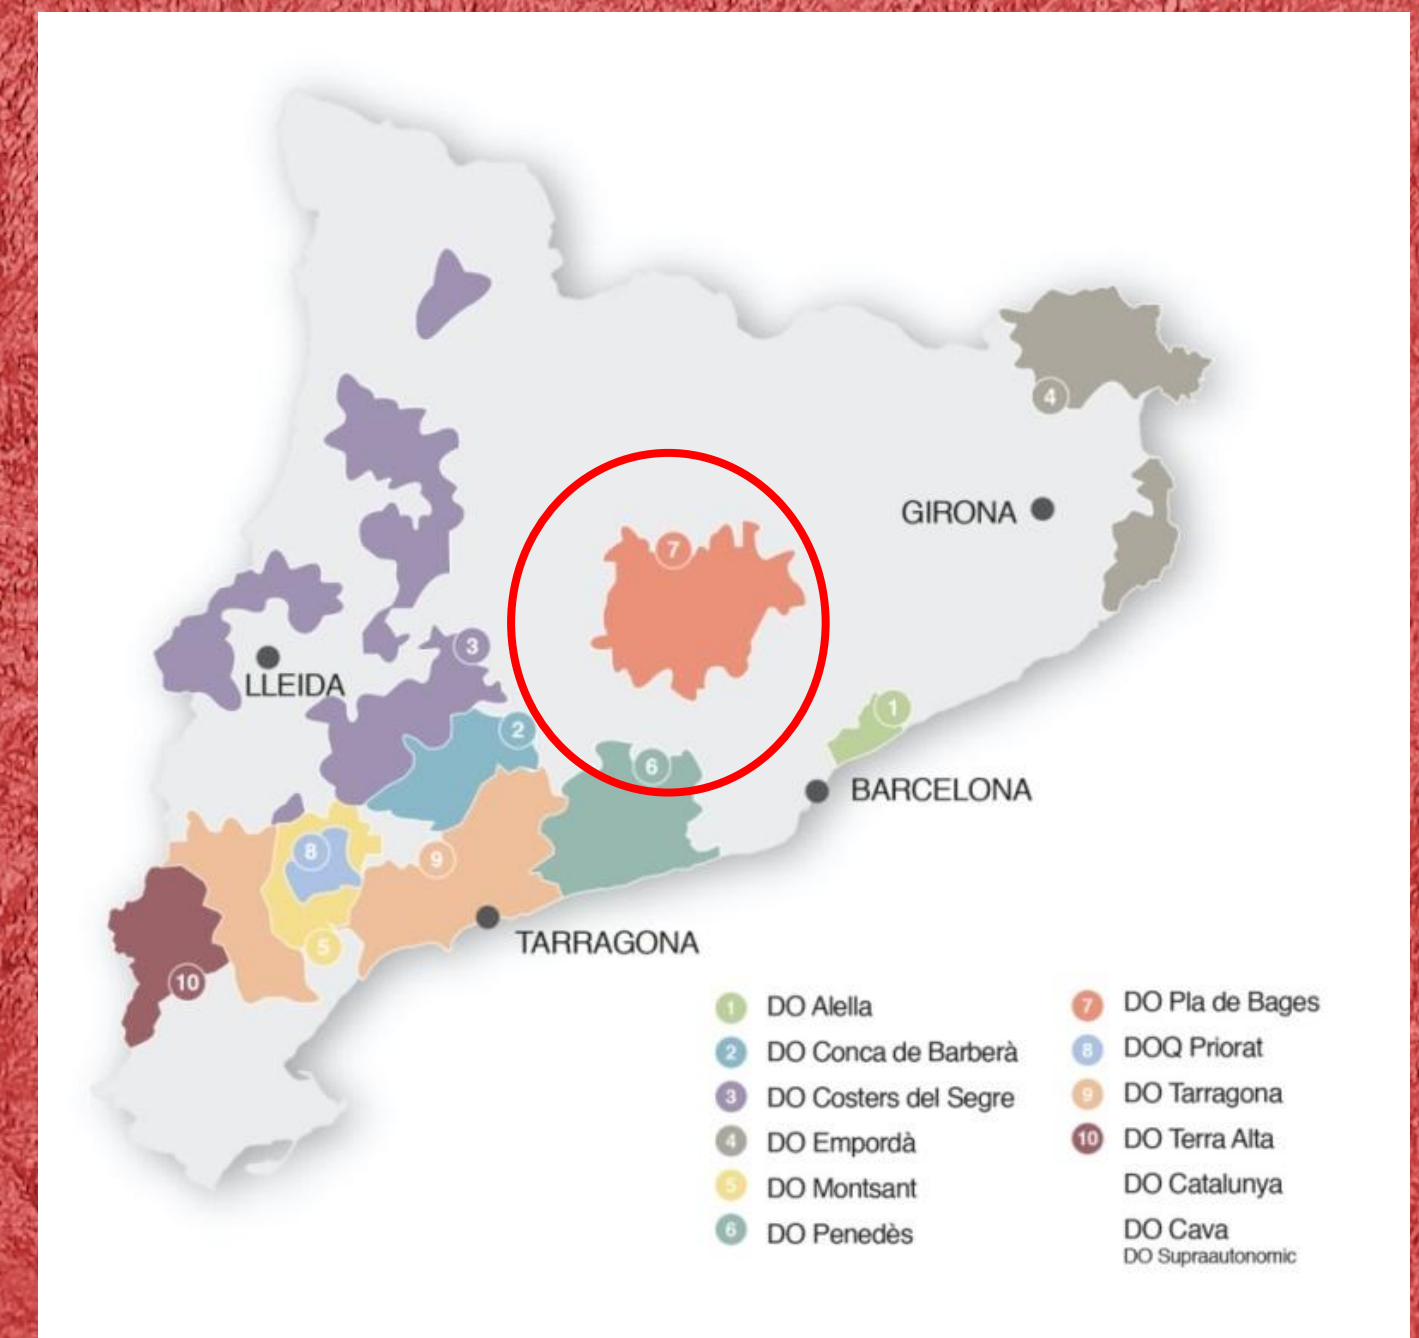 4
GIRONA
7
3
LLEIDA
1
2
6
BARCELONA
8
9
TARRAGONA
5
10
1 DO Alella
2 DO Conca de Barberà
3 DO Costers del Segre
4 DO Empordà
5 DO Montsant
6 DO Penedès
7 DO Pla de Bages
8 DOQ Priorat
9 DO Tarragona
10 DO Terra Alta
DO Catalunya
DO Cava
DO Supraautonomic